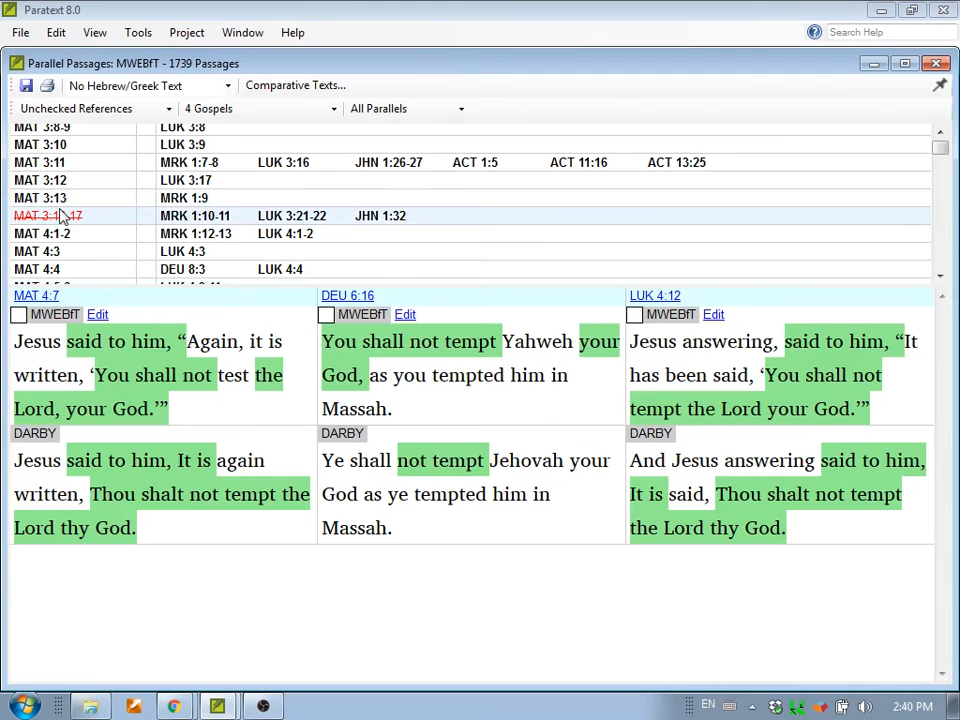 Paratext 8.0
File Edit View Tools Project Window Help Search Help
Parallel Passages: MWEBfT - 1739 Passages
No Hebrew/Greek Text Comparative Texts...
Unchecked References 4 Gospels All Parallels
MAT 3:8-9 LUK 3:8
MAT 3:10 LUK 3:9
MAT 3:11 MRK 1:7-8 LUK 3:16 JHN 1:26-27 ACT 1:5 ACT 11:16 ACT 13:25
MAT 3:12 LUK 3:17
MAT 3:13 MRK 1:9
MRK 1:10-11 LUK 3:21-22 JHN 1:32
MAT 4:1-2 MRK 1:12-13 LUK 4:1-2
MAT 4:3 LUK 4:3
MAT 4:4 DEU 8:3 LUK 4:4
MAT 4:7 DEU 6:16 LUK 4:12
MWEBfT Edit MWEBfT Edit MWEBfT Edit
Jesus said to him, “Again, it is
written, ‘You shall not test the
Lord, your God.’”
You shall not tempt Yahweh your
God, as you tempted him in
Massah.
Jesus answering, said to him, “It
has been said, ‘You shall not
tempt the Lord your God.’”
DARBY DARBY DARBY
Jesus said to him, It is again
written, Thou shalt not tempt the
Lord thy God.
Ye shall not tempt Jehovah your
God as ye tempted him in
Massah.
And Jesus answering said to him,
It is said, Thou shalt not tempt
the Lord thy God.
EN 2:40 PM